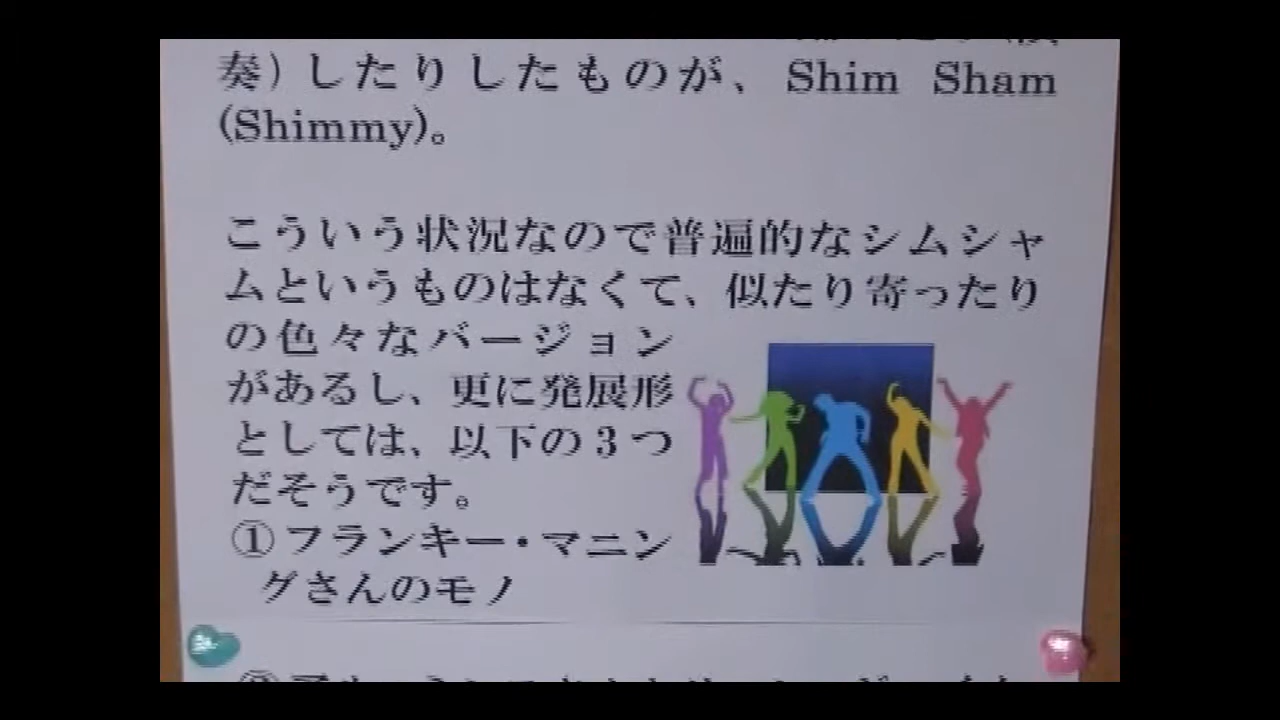 奏)したりしたものが、Shim Sham
(Shimmy)。
こういう状況なので普遍的なシムシャ
ムというものはなくて、似たり寄ったり
の色々なバージョン
があるし、更に発展形
としては、以下の3つ
だそうです。
①フランキー・マニン
グさんのモノ